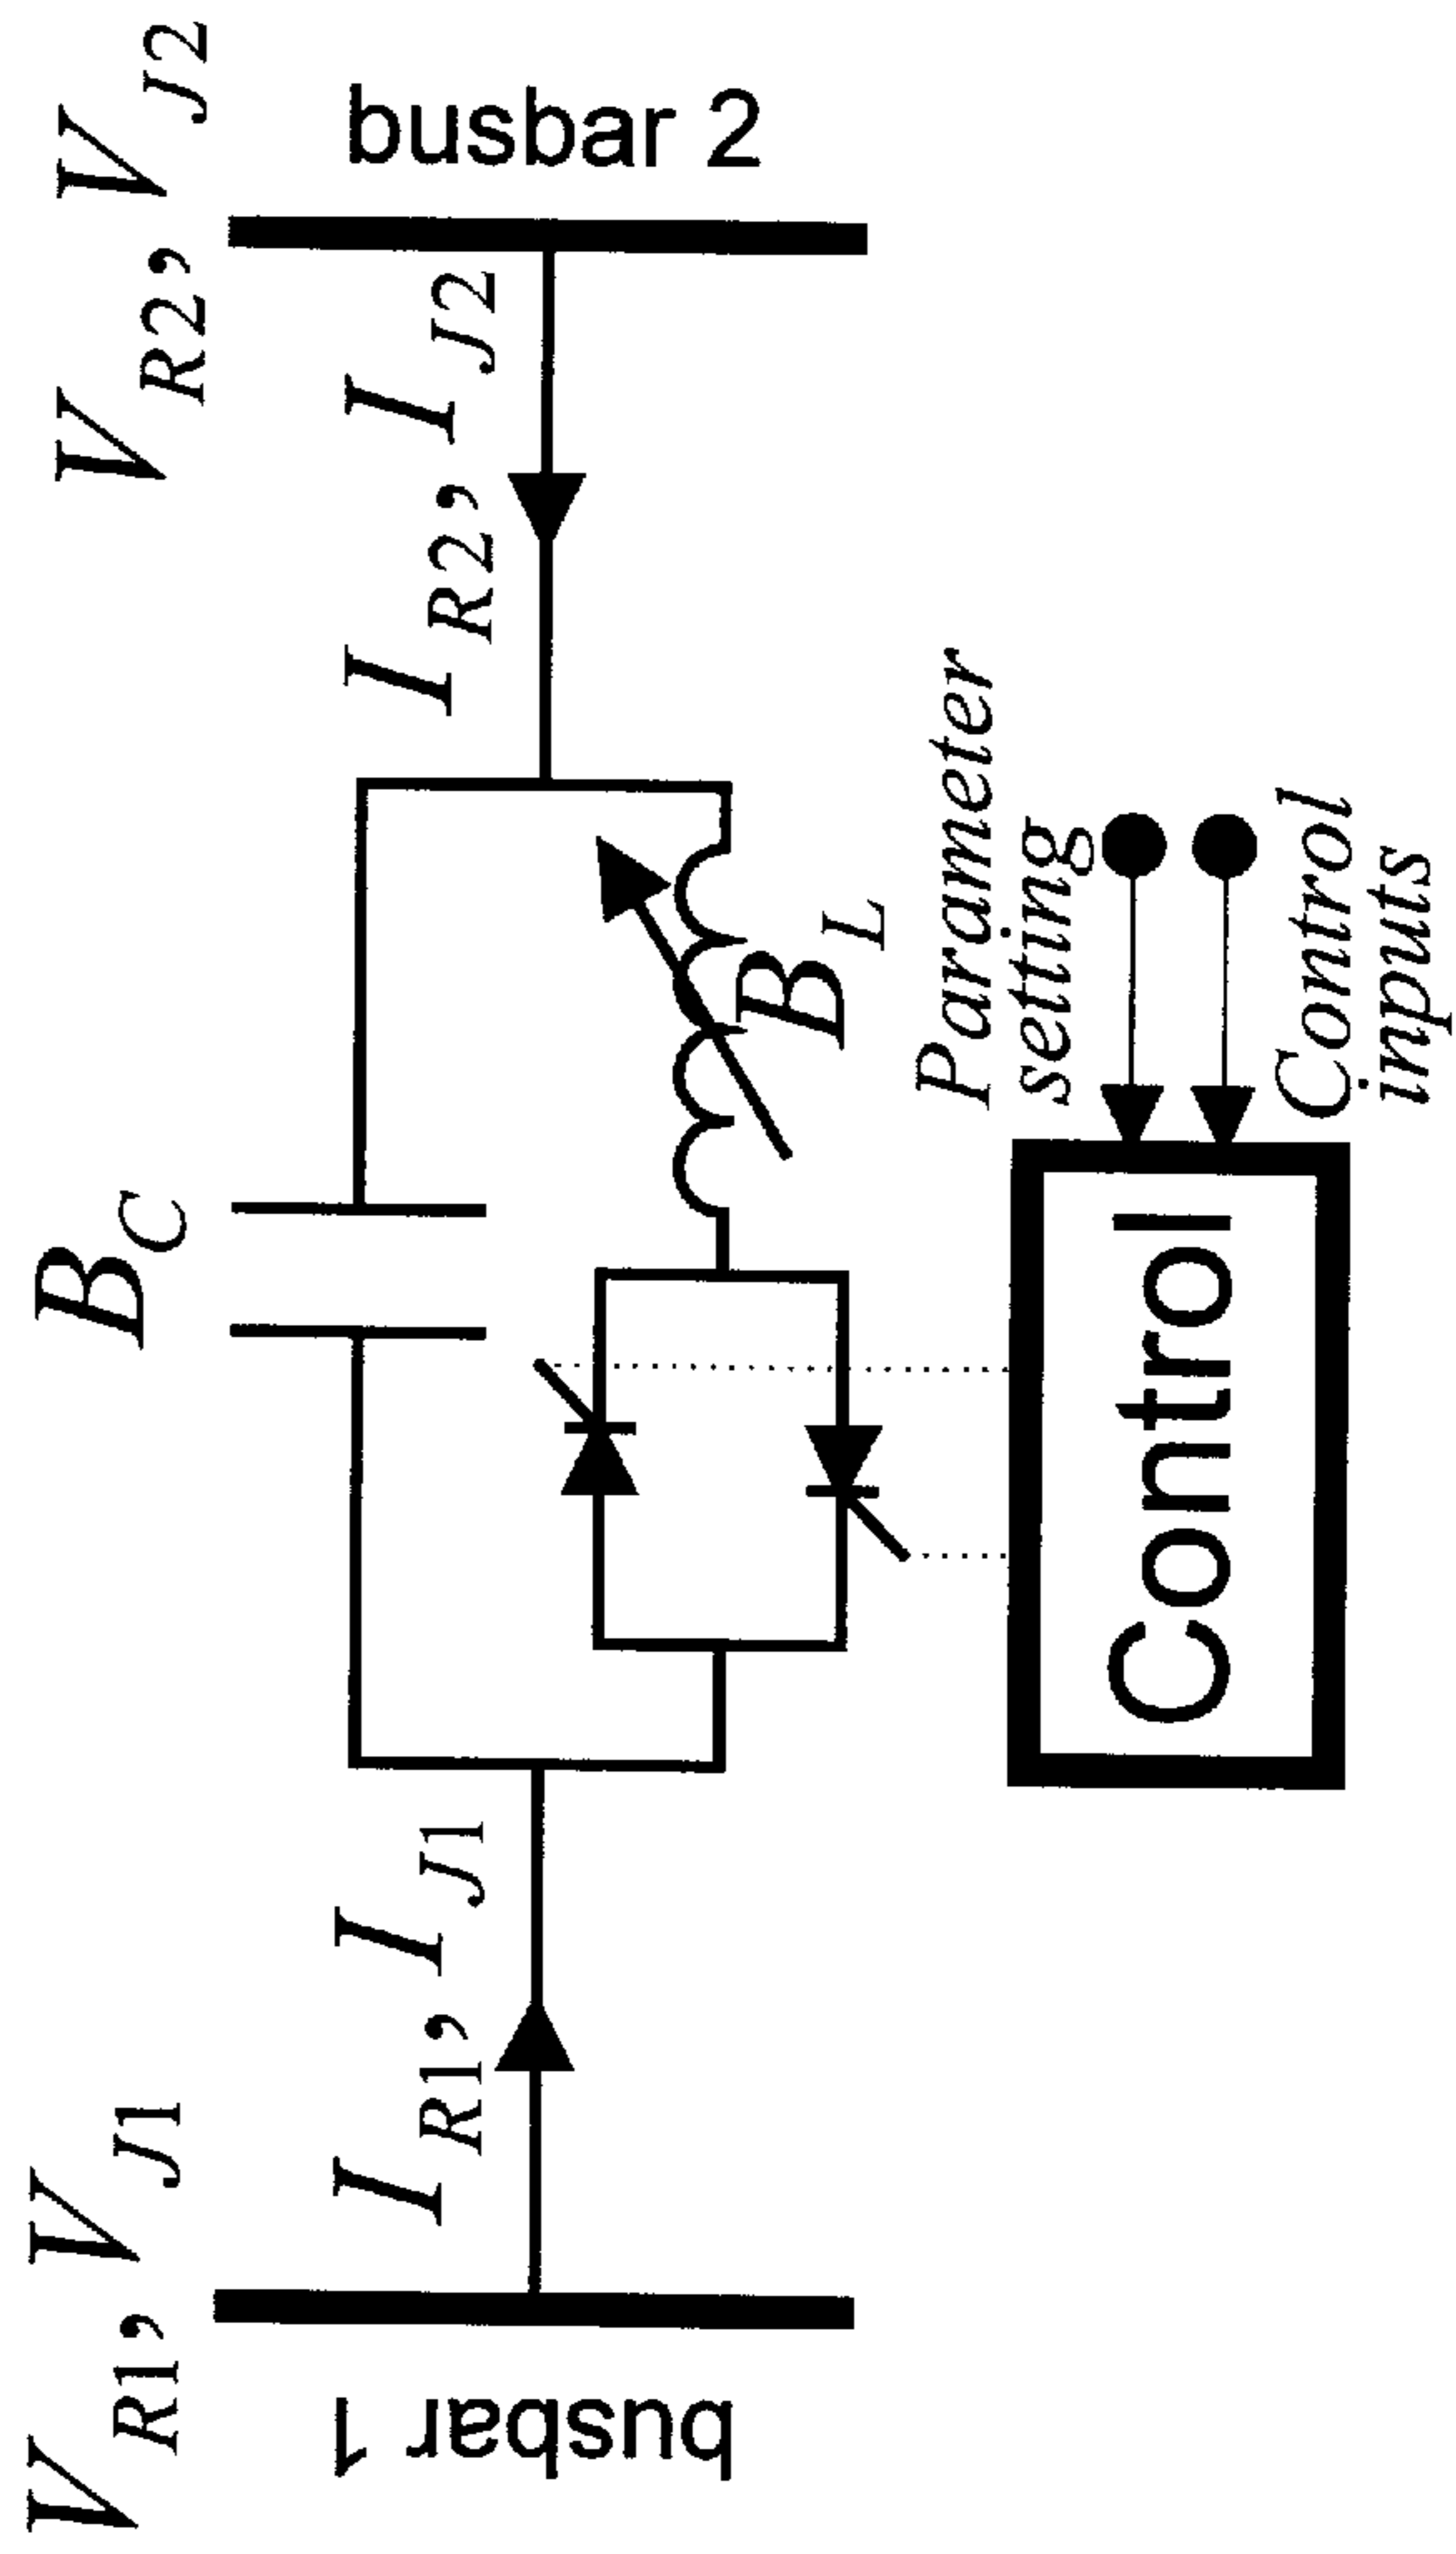 V_R1, V_J1
V_R2, V_J2
I_R1, I_J1
I_R2, I_J2
busbar 1
busbar 2
B_C
B_L
Parameter
setting
Control
Control
inputs